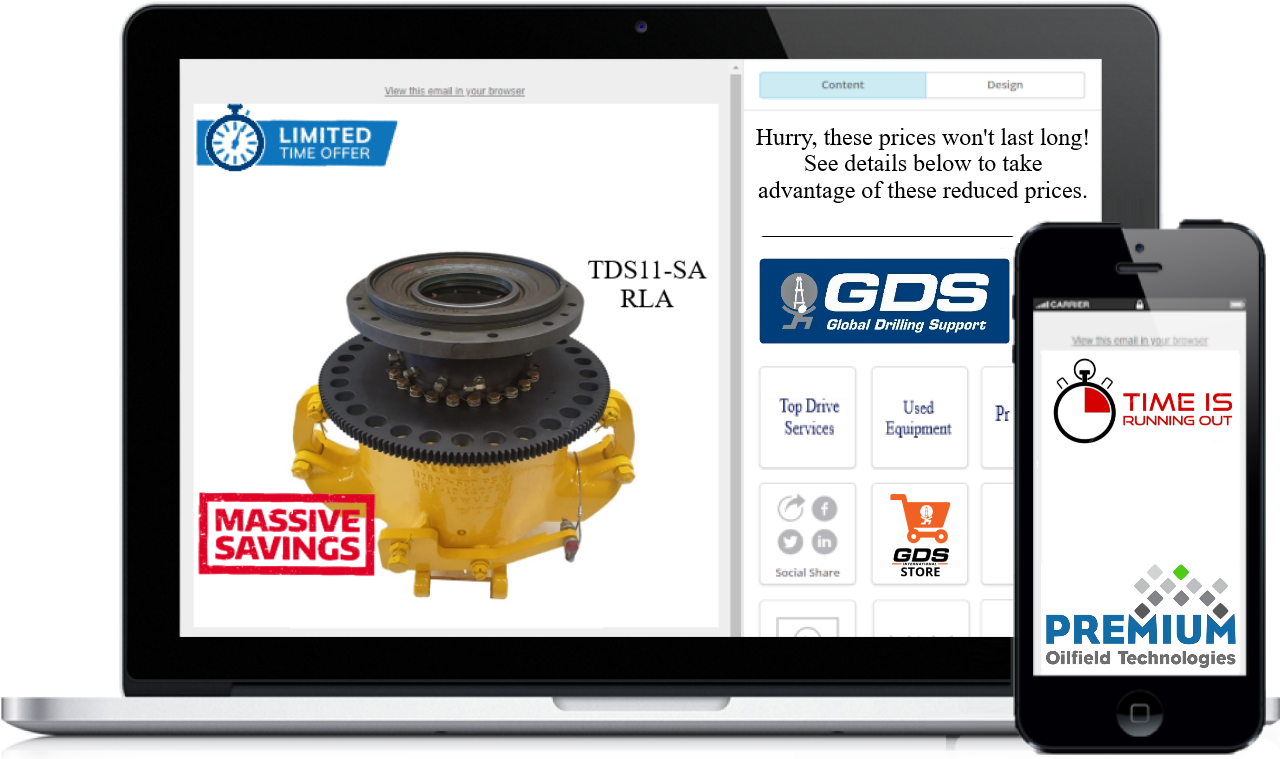 View this email in your browser
LIMITED
TIME OFFER
TDS11-SA
RLA
MASSIVE
SAVINGS
Content
Design
Hurry, these prices won't last long!
See details below to take
advantage of these reduced prices.
GDS
Global Drilling Support
Top Drive
Services
Used
Equipment
Pr
Social Share
GDS
INTERNATIONAL
STORE
CARRIER
View this email in your browser
TIME IS
RUNNING OUT
PREMIUM
Oilfield Technologies